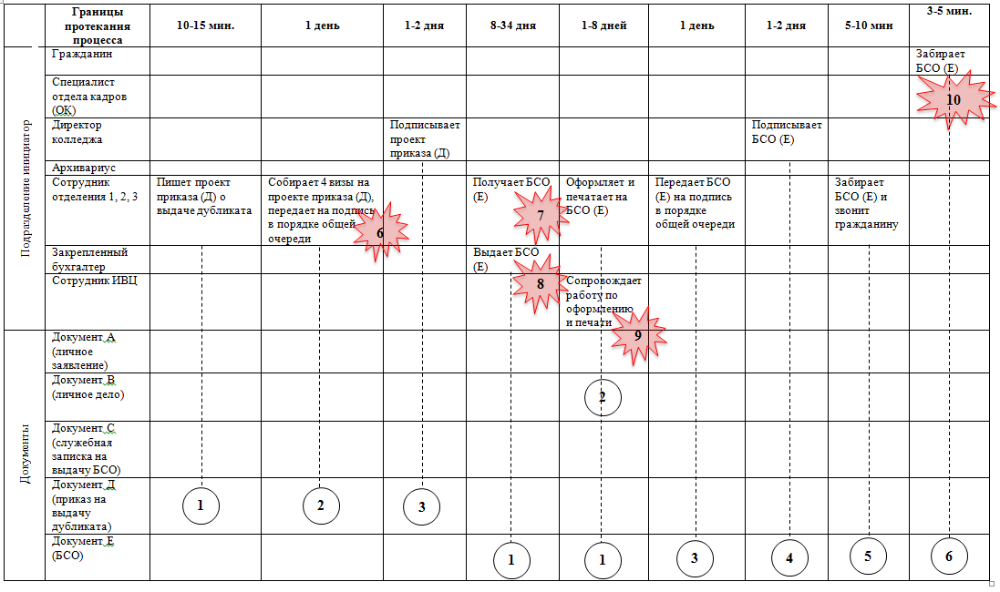 Границы
протекания
процесса
10-15 мин.
1 день
1-2 дня
8-34 дня
1-8 дней
1 день
1-2 дня
5-10 мин
3-5 мин.
Подразделение инициатор
Гражданин
Забирает
БСО (Е)
Специалист
отдела кадров
(ОК)
10
Директор
колледжа
Подписывает
проект
приказа (Д)
Подписывает
БСО (Е)
Архивариус
Сотрудник
отделения 1, 2, 3
Пишет проект
приказа (Д) о
выдаче дубликата
Собирает 4 визы на
проекте приказа (Д),
передает на подпись
в порядке общей
очереди
6
Получает БСО
(Е)
7
Оформляет и
печатает на
БСО (Е)
Передает БСО
(Е) на подпись
в порядке
общей очереди
Забирает
БСО (Е) и
звонит
гражданину
Закрепленный
бухгалтер
Выдает БСО
(Е)
8
Сотрудник ИВЦ
Сопровождает
работу по
оформлению
и печати
9
Документы
Документ А
(личное
заявление)
Документ В
(личное дело)
2
Документ С
(служебная
записка на
выдачу БСО)
Документ Д
(приказ на
выдачу
дубликата)
1
2
3
Документ Е
(БСО)
1
1
3
4
5
6